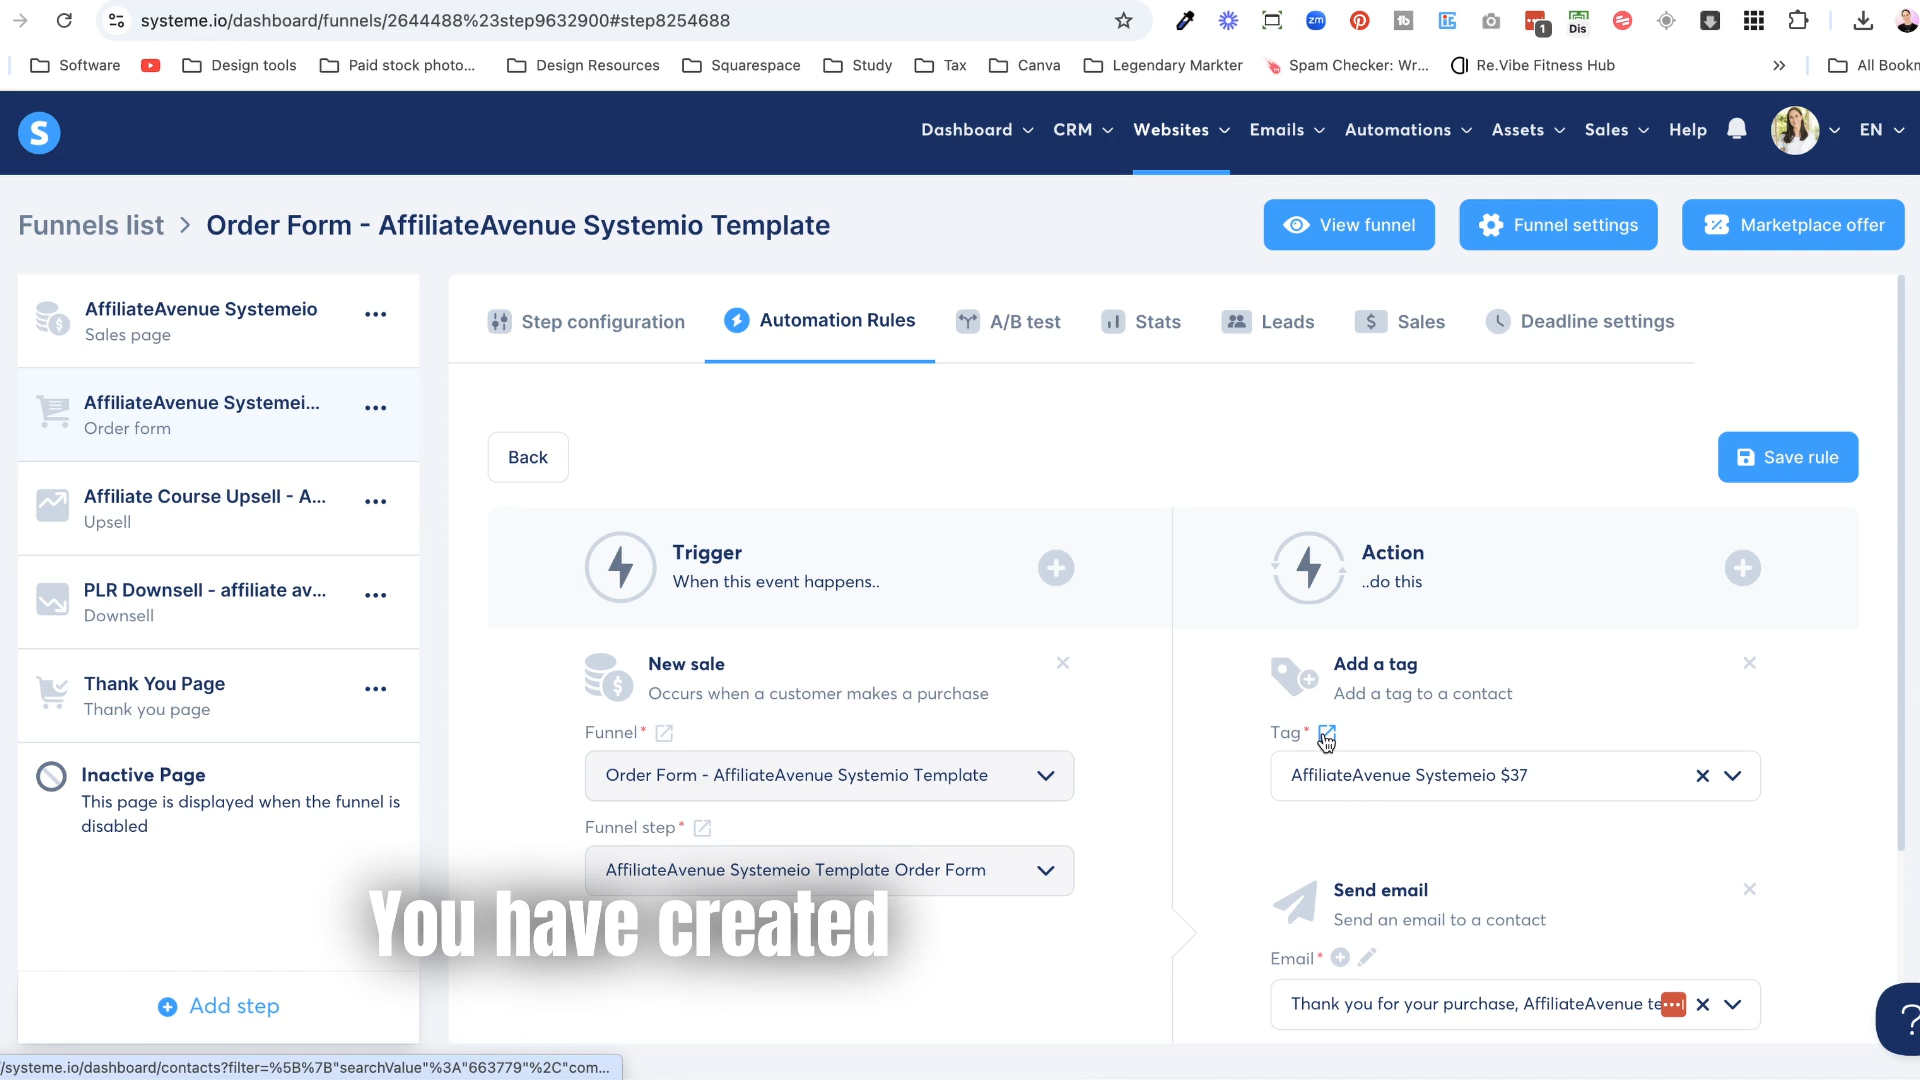 systeme.io/dashboard/funnels/2644488%23step9632900#step8254688
zm
1
Dis
Software
Design tools
Paid stock photo...
Design Resources
Squarespace
Study
Tax
Canva
Legendary Markter
Spam Checker: Wr...
Re.Vibe Fitness Hub
»
All Bookm
S
Dashboard
CRM
Websites
Emails
Automations
Assets
Sales
Help
EN
Funnels list > Order Form - AffiliateAvenue Systemio Template
View funnel
Funnel settings
Marketplace offer
AffiliateAvenue Systemeio
Sales page
AffiliateAvenue Systemei...
Order form
Affiliate Course Upsell - A...
Upsell
PLR Downsell - affiliate av...
Downsell
Thank You Page
Thank you page
Inactive Page
This page is displayed when the funnel is
disabled
Add step
Step configuration
Automation Rules
A/B test
Stats
Leads
Sales
Deadline settings
Back
Save rule
Trigger
When this event happens..
New sale
Occurs when a customer makes a purchase
Funnel*
Order Form - AffiliateAvenue Systemio Template
Funnel step*
AffiliateAvenue Systemeio Template Order Form
Action
..do this
Add a tag
Add a tag to a contact
Tag*
AffiliateAvenue Systemeio $37
Send email
Send an email to a contact
Email*
Thank you for your purchase, AffiliateAvenue te
You have created
?
/systeme.io/dashboard/contacts?filter=%5B%7B"searchValue"%3A"663779"%2C"com...